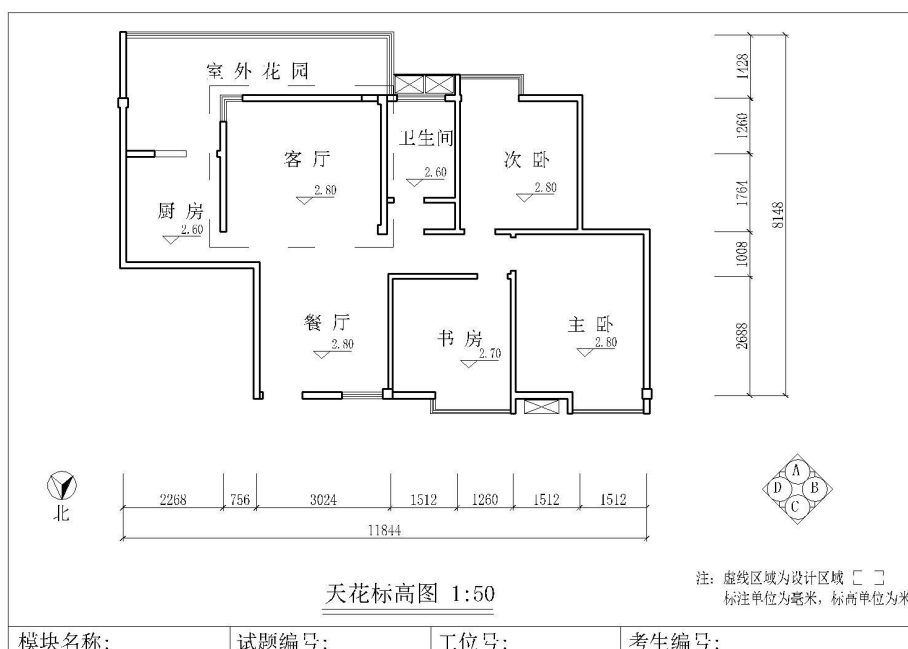 室外花园
1428
卫生间
1260
客厅
次卧
2.60
2.80
2.80
1764
8148
厨房
2.60
1008
餐厅
主卧
书房
2.80
2.80
2.70
2688
北
A
D B
C
2268 756 3024 1512 1260 1512 1512
11844
天花标高图 1:50
注: 虚线区域为设计区域
标注单位为毫米, 标高单位为米
模块名称: 试题编号: 工位号: 考生编号: